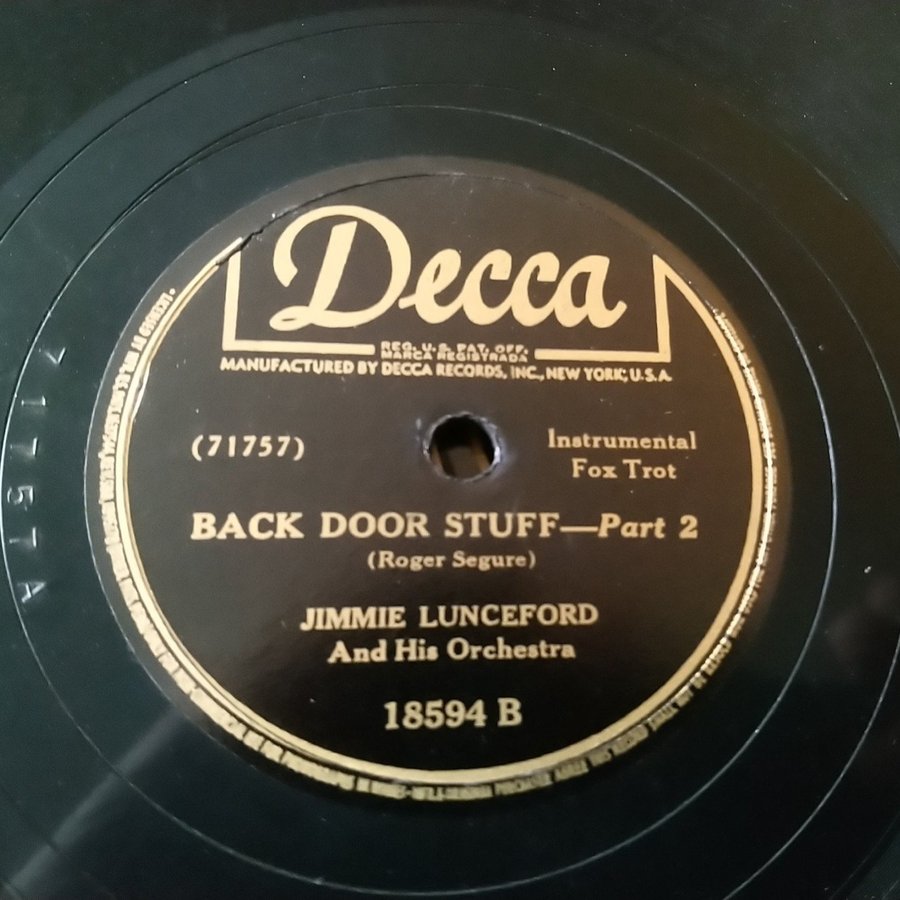 Decca
REG. U.S. PAT. OFF.
MARCA REGISTRADA
MANUFACTURED BY DECCA RECORDS, INC., NEW YORK, U.S.A.
(71757)
Instrumental
Fox Trot
BACK DOOR STUFF—Part 2
(Roger Segure)
JIMMIE LUNCEFORD
And His Orchestra
18594 B
71757A